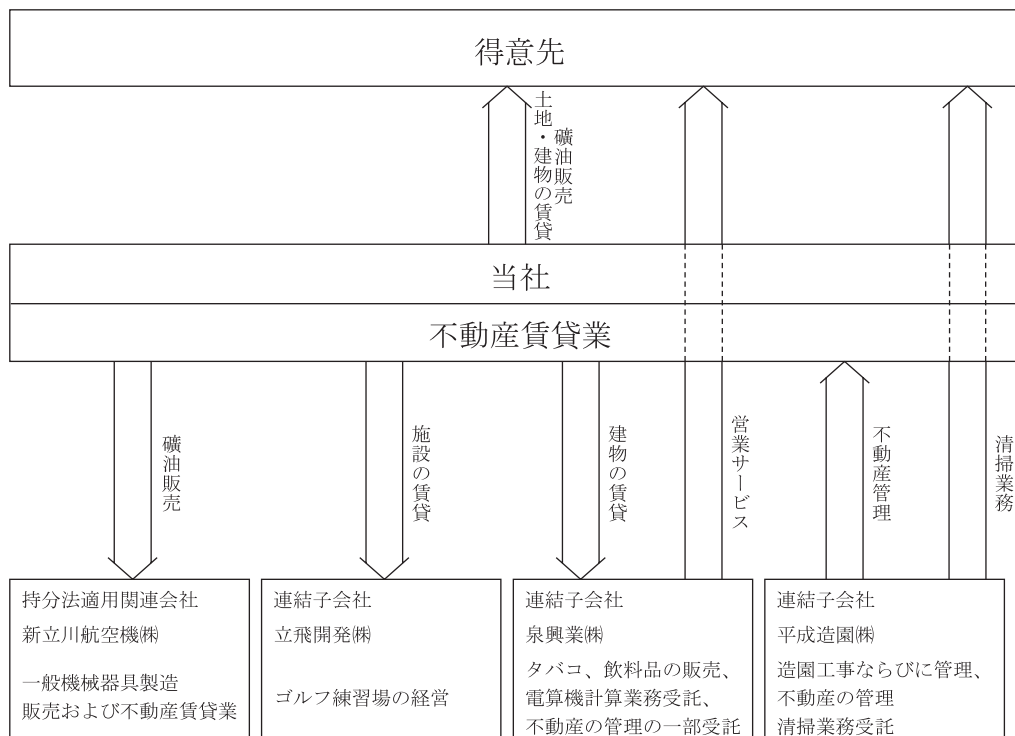 得意先
土地・建物の賃貸
礦油販売
当社
不動産賃貸業
礦油販売
施設の賃貸
建物の賃貸
営業サービス
不動産管理
清掃業務
持分法適用関連会社
新立川航空機㈱
一般機械器具製造
販売および不動産賃貸業
連結子会社
立飛開発㈱
ゴルフ練習場の経営
連結子会社
泉興業㈱
タバコ、飲料品の販売、
電算機計算業務受託、
不動産の管理の一部受託
連結子会社
平成造園㈱
造園工事ならびに管理、
不動産の管理
清掃業務受託